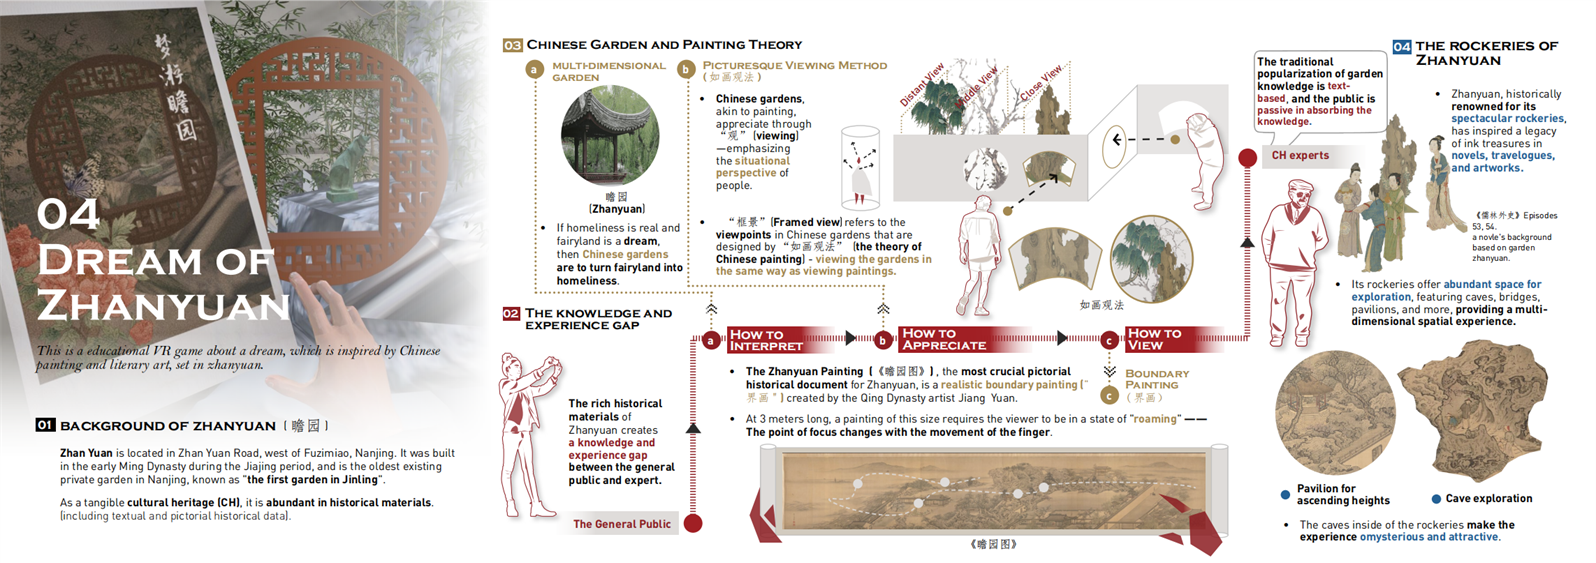 梦游瞻园
04
DREAM OF
ZHANYUAN
This is a educational VR game about a dream, which is inspired by Chinese
painting and literary art, set in zhanyuan.
01 BACKGROUND OF ZHANYUAN (瞻园)
Zhan Yuan is located in Zhan Yuan Road, west of Fuzimiao, Nanjing. It was built
in the early Ming Dynasty during the Jiajing period, and is the oldest existing
private garden in Nanjing, known as "the first garden in Jinling".
As a tangible cultural heritage (CH), it is abundant in historical materials.
(including textual and pictorial historical data).
03 CHINESE GARDEN AND PAINTING THEORY
a MULTI-DIMENSIONAL
GARDEN
瞻园
(Zhanyuan)
• If homeliness is real and
fairyland is a dream,
then Chinese gardens
are to turn fairyland into
homeliness.
b PICTURESQUE VIEWING METHOD
(如画观法)
• Chinese gardens,
akin to painting,
appreciate through
“观” (viewing)
—emphasizing
the situational
perspective of
people.
• “框景” (Framed view) refers to the
viewpoints in Chinese gardens that are
designed by “如画观法” (the theory of
Chinese painting) - viewing the gardens in
the same way as viewing paintings.
Distant View
Middle View
Close View
如画观法
02 THE KNOWLEDGE AND
EXPERIENCE GAP
The rich historical
materials of
Zhanyuan creates
a knowledge and
experience gap
between the general
public and expert.
The General Public
a HOW TO
INTERPRET
b HOW TO
APPRECIATE
c HOW TO
VIEW
• The Zhanyuan Painting (《瞻园图》), the most crucial pictorial
historical document for Zhanyuan, is a realistic boundary painting (“
界画”) created by the Qing Dynasty artist Jiang Yuan.
• At 3 meters long, a painting of this size requires the viewer to be in a state of "roaming" ——
The point of focus changes with the movement of the finger.
BOUNDARY
PAINTING
(界画)
c
《瞻园图》
The traditional
popularization of garden
knowledge is text-
based, and the public is
passive in absorbing the
knowledge.
CH experts
04 THE ROCKERIES OF
ZHANYUAN
• Zhanyuan, historically
renowned for its
spectacular rockeries,
has inspired a legacy
of ink treasures in
novels, travelogues,
and artworks.
《儒林外史》Episodes
53, 54.
a novle's background
based on garden
zhanyuan.
• Its rockeries offer abundant space for
exploration, featuring caves, bridges,
pavilions, and more, providing a multi-
dimensional spatial experience.
Pavilion for
ascending heights
Cave exploration
• The caves inside of the rockeries make the
experience omysterious and attractive.